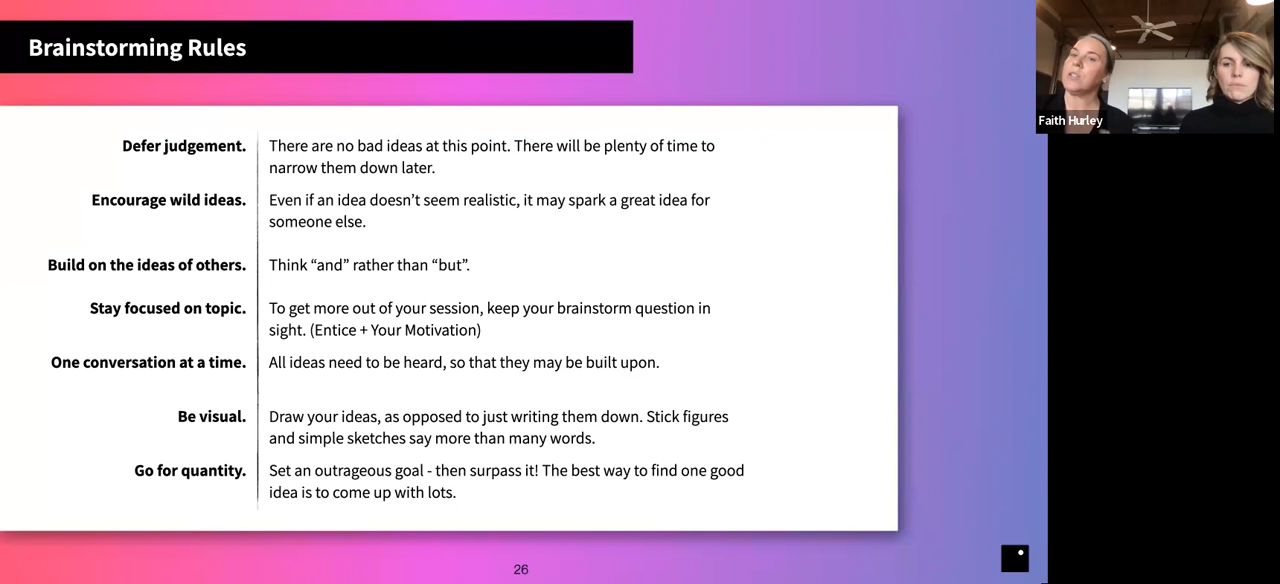 Brainstorming Rules
Defer judgement.
There are no bad ideas at this point. There will be plenty of time to
narrow them down later.
Encourage wild ideas.
Even if an idea doesn’t seem realistic, it may spark a great idea for
someone else.
Build on the ideas of others.
Think “and” rather than “but”.
Stay focused on topic.
To get more out of your session, keep your brainstorm question in
sight. (Entice + Your Motivation)
One conversation at a time.
All ideas need to be heard, so that they may be built upon.
Be visual.
Draw your ideas, as opposed to just writing them down. Stick figures
and simple sketches say more than many words.
Go for quantity.
Set an outrageous goal - then surpass it! The best way to find one good
idea is to come up with lots.
26
Faith Hurley